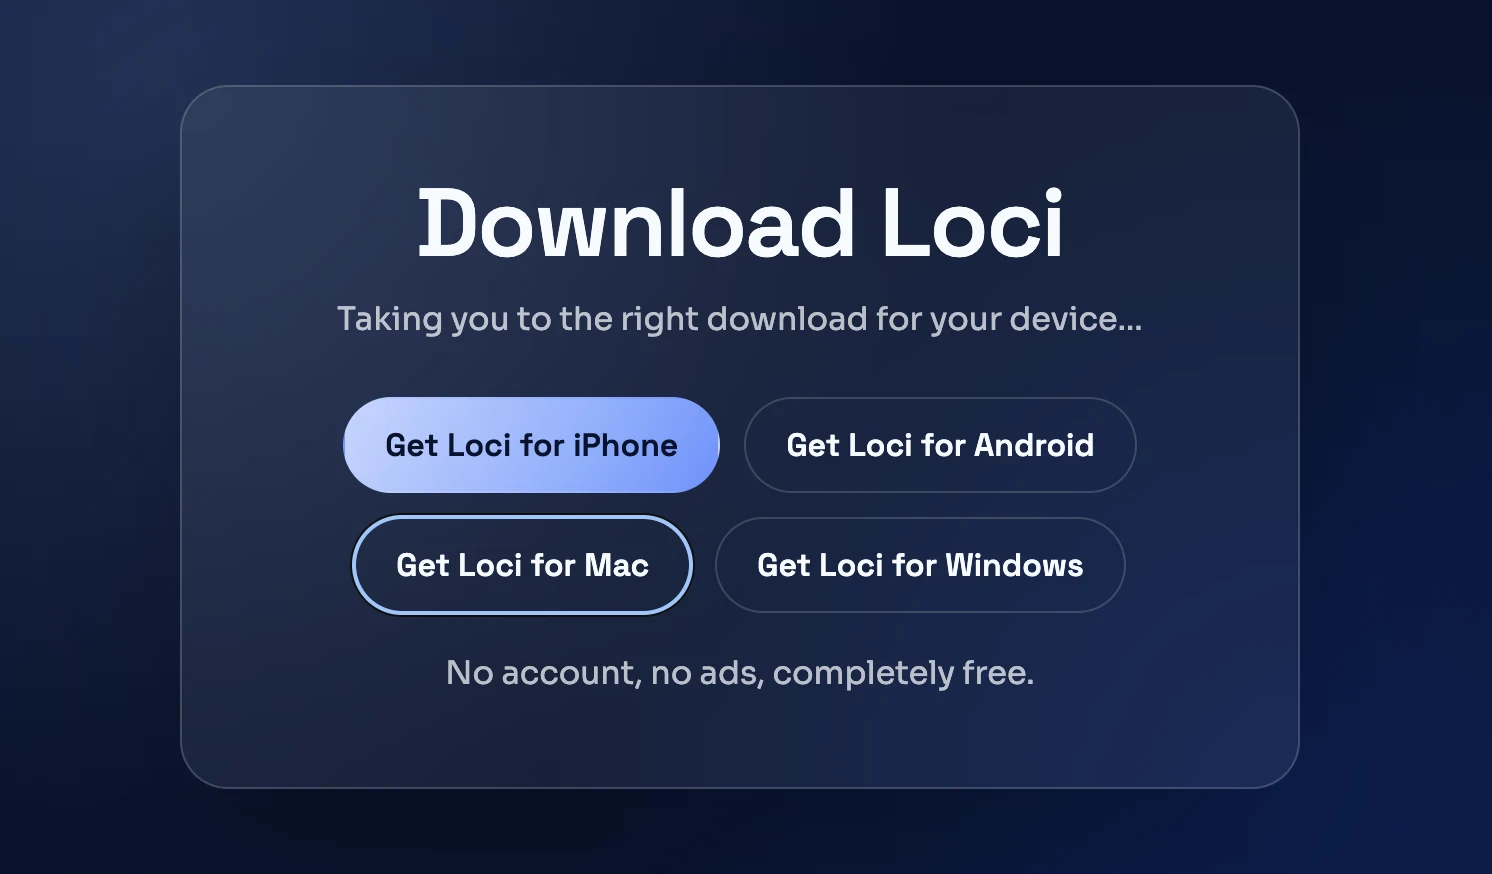 Download Loci
Taking you to the right download for your device...
Get Loci for iPhone
Get Loci for Android
Get Loci for Mac
Get Loci for Windows
No account, no ads, completely free.